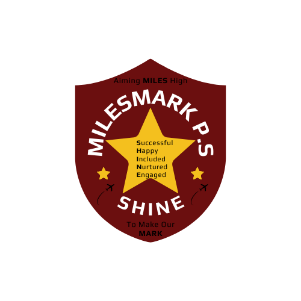 Aiming MILES High
MILESMARK P.S
Successful
Happy
Included
Nurtured
Engaged
SHINE
To Make Our
MARK